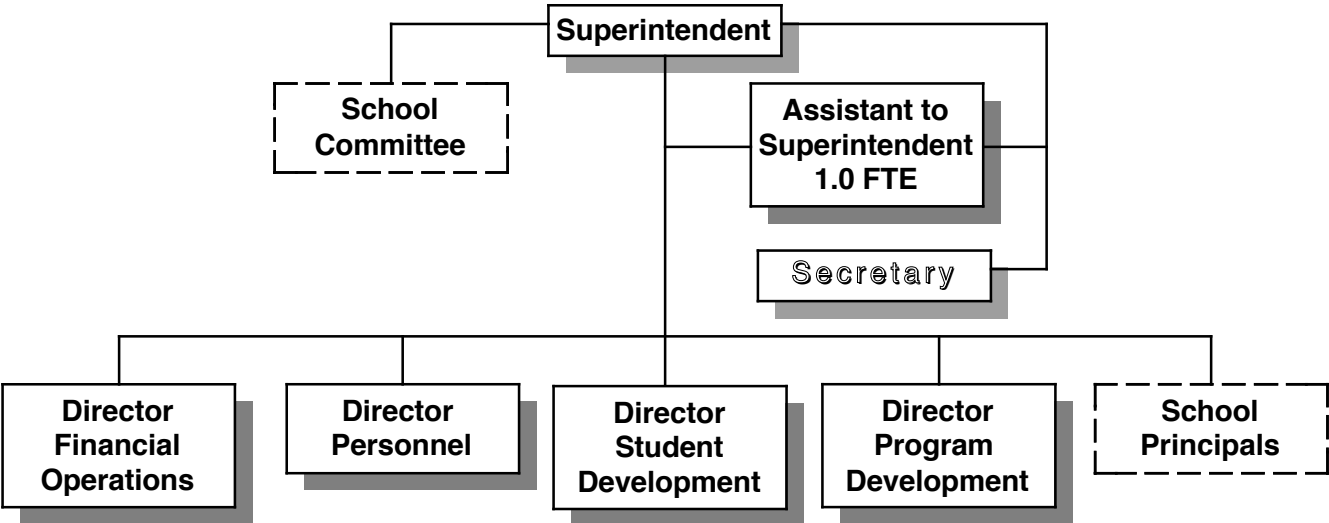 Superintendent
School
Committee
Assistant to
Superintendent
1.0 FTE
Secretary
Director
Financial
Operations
Director
Personnel
Director
Student
Development
Director
Program
Development
School
Principals